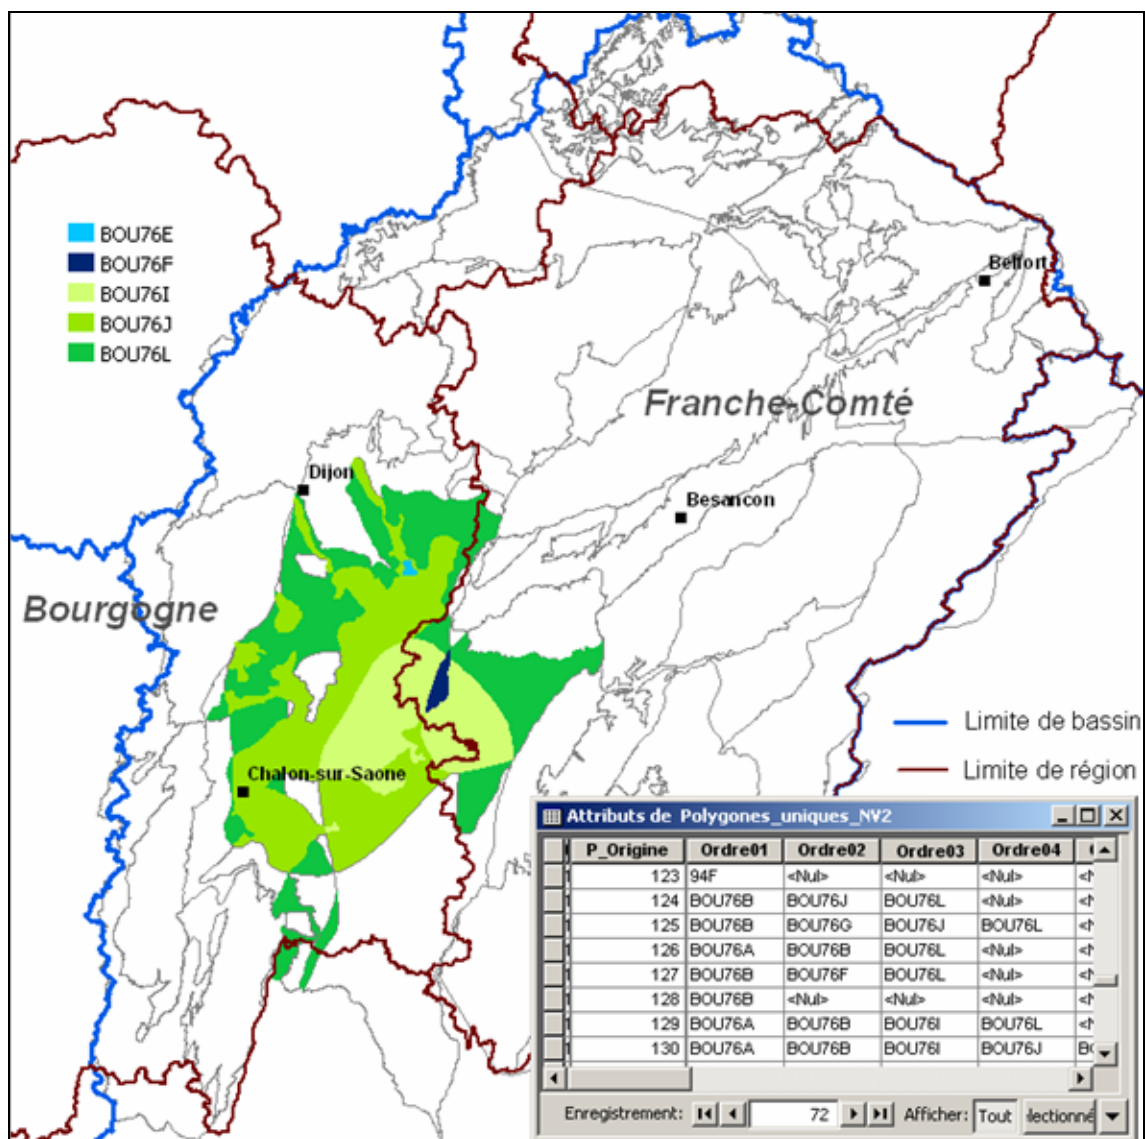 BOU76E
BOU76F
BOU76I
BOU76J
BOU76L
Belfort
Franche-Comté
Dijon
Besancon
Bourgogne
Limite de bassin
Chalon-sur-Saone
Limite de région
Attributs de Polygones_uniques_NV2
P_Origine Ordre01 Ordre02 Ordre03 Ordre04
123 94F <Nul> <Nul> <Nul>
124 BOU76B BOU76J BOU76L <Nul>
125 BOU76B BOU76G BOU76J BOU76L
126 BOU76A BOU76B BOU76L <Nul>
127 BOU76B BOU76F BOU76L <Nul>
128 BOU76B <Nul> <Nul> <Nul>
129 BOU76A BOU76B BOU76I BOU76L
130 BOU76A BOU76B BOU76I BOU76J
Enregistrement: 72 Afficher: Tout lectionné